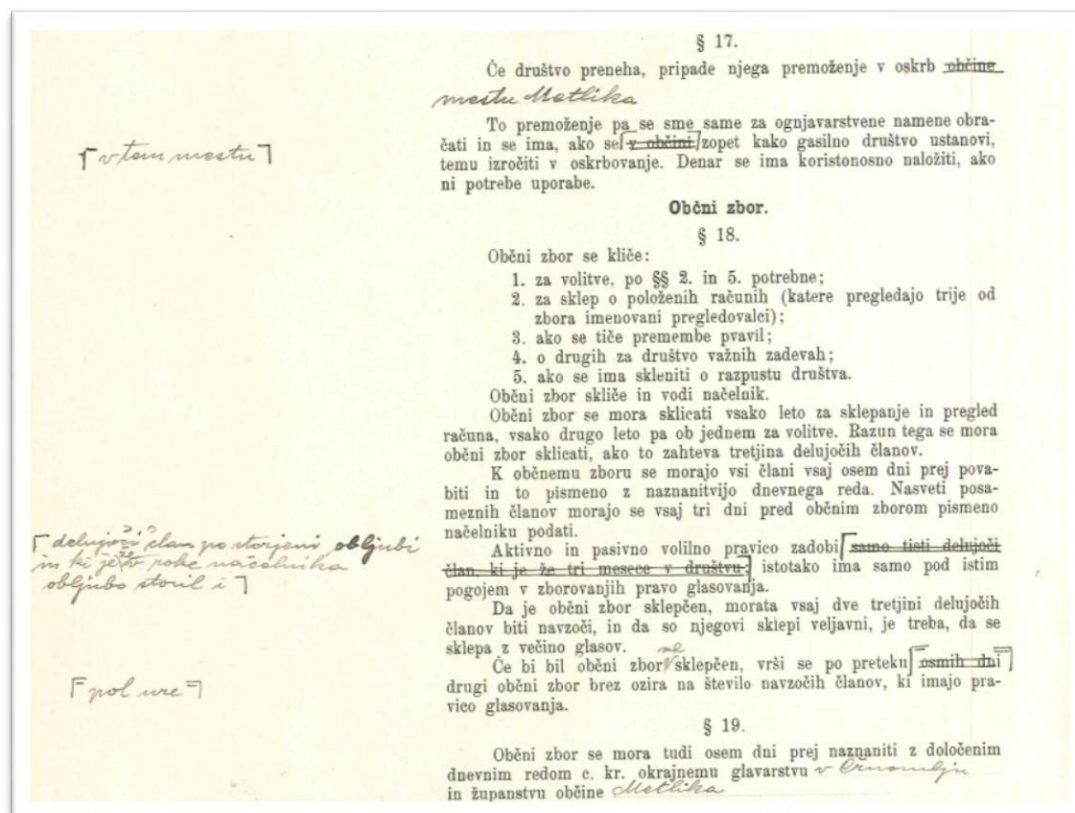 § 17.
Če društvo preneha, pripade njega premoženje v oskrb občine
mestu Metlika
To premoženje pa se sme same za ognjavarstvene namene obra-
čati in se ima, ako se v občini zopet kako gasilno društvo ustanovi,
v tem mestu
temu izročiti v oskrbovanje. Denar se ima koristonosno naložiti, ako
ni potrebe uporabe.
Občni zbor.
§ 18.
Občni zbor se kliče:
1. za volitve, po §§ 2. in 5. potrebne;
2. za sklep o položenih računih (katere pregledajo trije od
zbora imenovani pregledovalci);
3. ako se tiče premembe pvavil;
4. o drugih za društvo važnih zadevah;
5. ako se ima skleniti o razpustu društva.
Občni zbor skliče in vodi načelnik.
Občni zbor se mora sklicati vsako leto za sklepanje in pregled
računa, vsako drugo leto pa ob jednem za volitve. Razun tega se mora
občni zbor sklicati, ako to zahteva tretjina delujočih članov.
K občnemu zboru se morajo vsi člani vsaj osem dni prej pova-
biti in to pismeno z naznanitvijo dnevnega reda. Nasveti posa-
meznih članov morajo se vsaj tri dni pred občnim zborom pismeno
načelniku podati.
Aktivno in pasivno volilno pravico zadobi samo tisti delujoči
delujoči član po storjeni obljubi
in ki je v roke načelnika
obljubo storil i
član, ki je že tri mesece v društvu; istotako ima samo pod istim
pogojem v zborovanjih pravo glasovanja.
Da je občni zbor sklepčen, morata vsaj dve tretjini delujočih
članov biti navzoči, in da so njegovi sklepi veljavni, je treba, da se
sklepa z večino glasov.
Če bi bil občni zbor ne sklepčen, vrši se po preteku osmih dni
pol ure
drugi občni zbor brez ozira na število navzočih članov, ki imajo pra-
vico glasovanja.
§ 19.
Občni zbor se mora tudi osem dni prej naznaniti z določenim
dnevnim redom c. kr. okrajnemu glavarstvu v Črnomlju
in županstvu občine Metlika